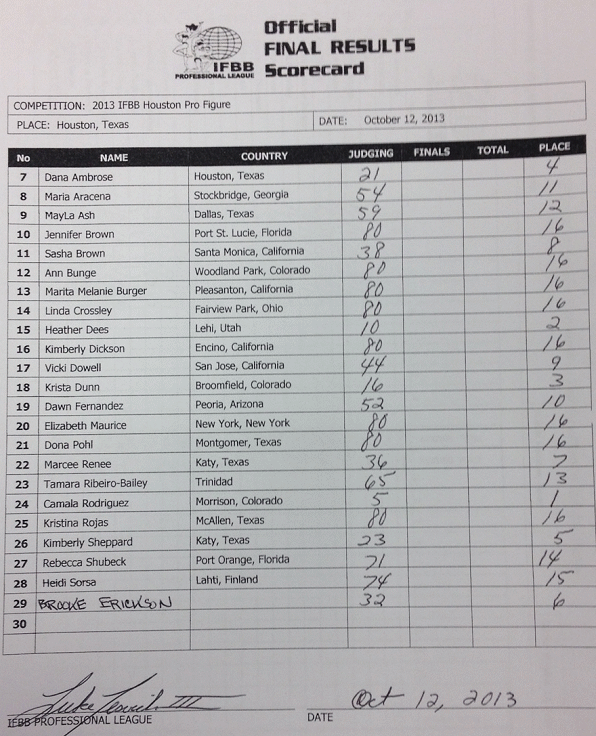 Official
FINAL RESULTS
Scorecard
IFBB
PROFESSIONAL LEAGUE
COMPETITION: 2013 IFBB Houston Pro Figure
PLACE: Houston, Texas DATE: October 12, 2013
No NAME COUNTRY JUDGING FINALS TOTAL PLACE
7 Dana Ambrose Houston, Texas 21 4
8 Maria Aracena Stockbridge, Georgia 54 11
9 MayLa Ash Dallas, Texas 59 12
10 Jennifer Brown Port St. Lucie, Florida 80 16
11 Sasha Brown Santa Monica, California 38 8
12 Ann Bunge Woodland Park, Colorado 80 16
13 Marita Melanie Burger Pleasanton, California 80 16
14 Linda Crossley Fairview Park, Ohio 80 16
15 Heather Dees Lehi, Utah 10 2
16 Kimberly Dickson Encino, California 80 16
17 Vicki Dowell San Jose, California 44 9
18 Krista Dunn Broomfield, Colorado 16 3
19 Dawn Fernandez Peoria, Arizona 52 10
20 Elizabeth Maurice New York, New York 80 16
21 Dona Pohl Montgomer, Texas 80 16
22 Marcee Renee Katy, Texas 36 7
23 Tamara Ribeiro-Bailey Trinidad 65 13
24 Camala Rodriguez Morrison, Colorado 5 1
25 Kristina Rojas McAllen, Texas 80 16
26 Kimberly Sheppard Katy, Texas 23 5
27 Rebecca Shubeck Port Orange, Florida 71 14
28 Heidi Sorsa Lahti, Finland 74 15
29 BROOKE ERICKSON 32 6
30
Oct 12, 2013
IFBB PROFESSIONAL LEAGUE DATE